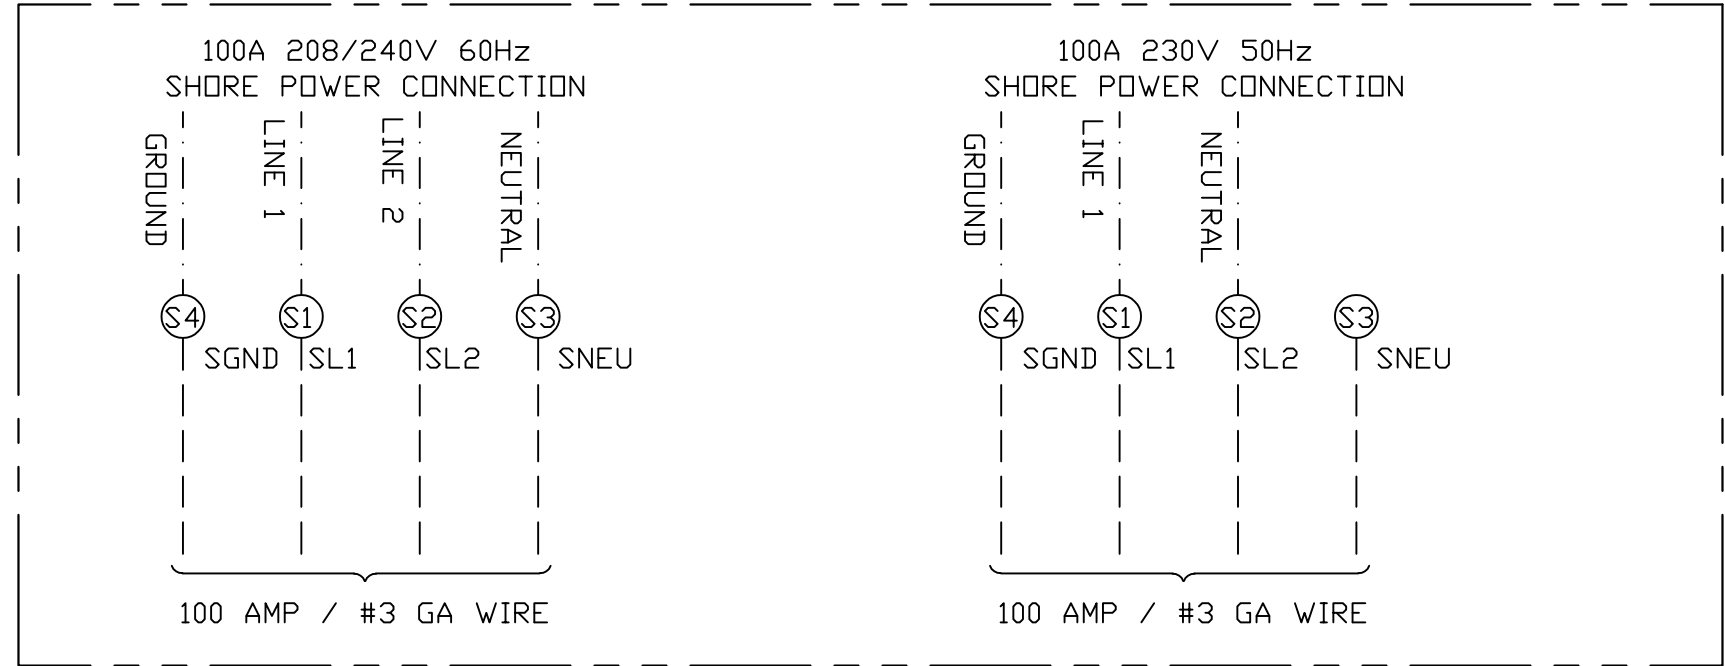 100A 208/240V 60Hz
SHORE POWER CONNECTION
GROUND
LINE 1
LINE 2
NEUTRAL
S4
S1
S2
S3
SGND
SL1
SL2
SNEU
100 AMP / #3 GA WIRE
100A 230V 50Hz
SHORE POWER CONNECTION
GROUND
LINE 1
NEUTRAL
S4
S1
S2
S3
SGND
SL1
SL2
SNEU
100 AMP / #3 GA WIRE